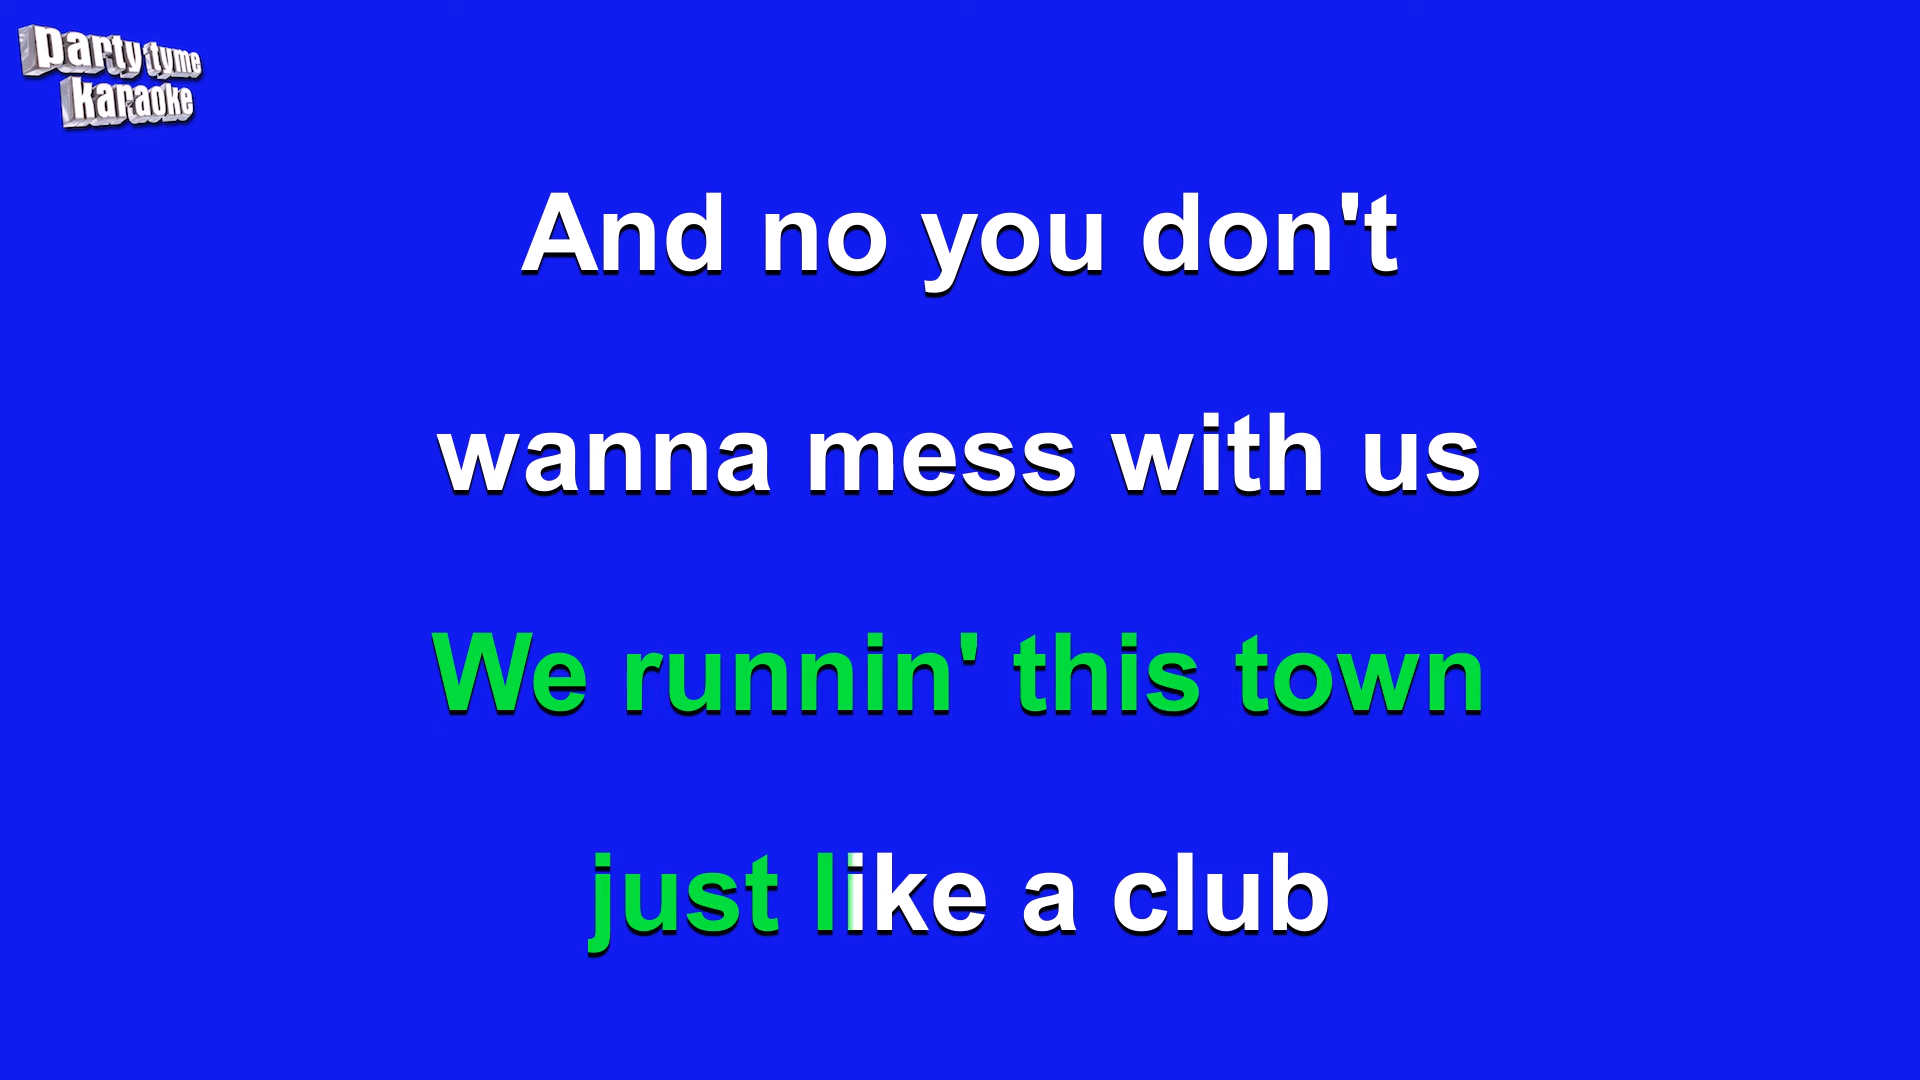 party tyme
karaoke
And no you don't
wanna mess with us
We runnin' this town
just like a club